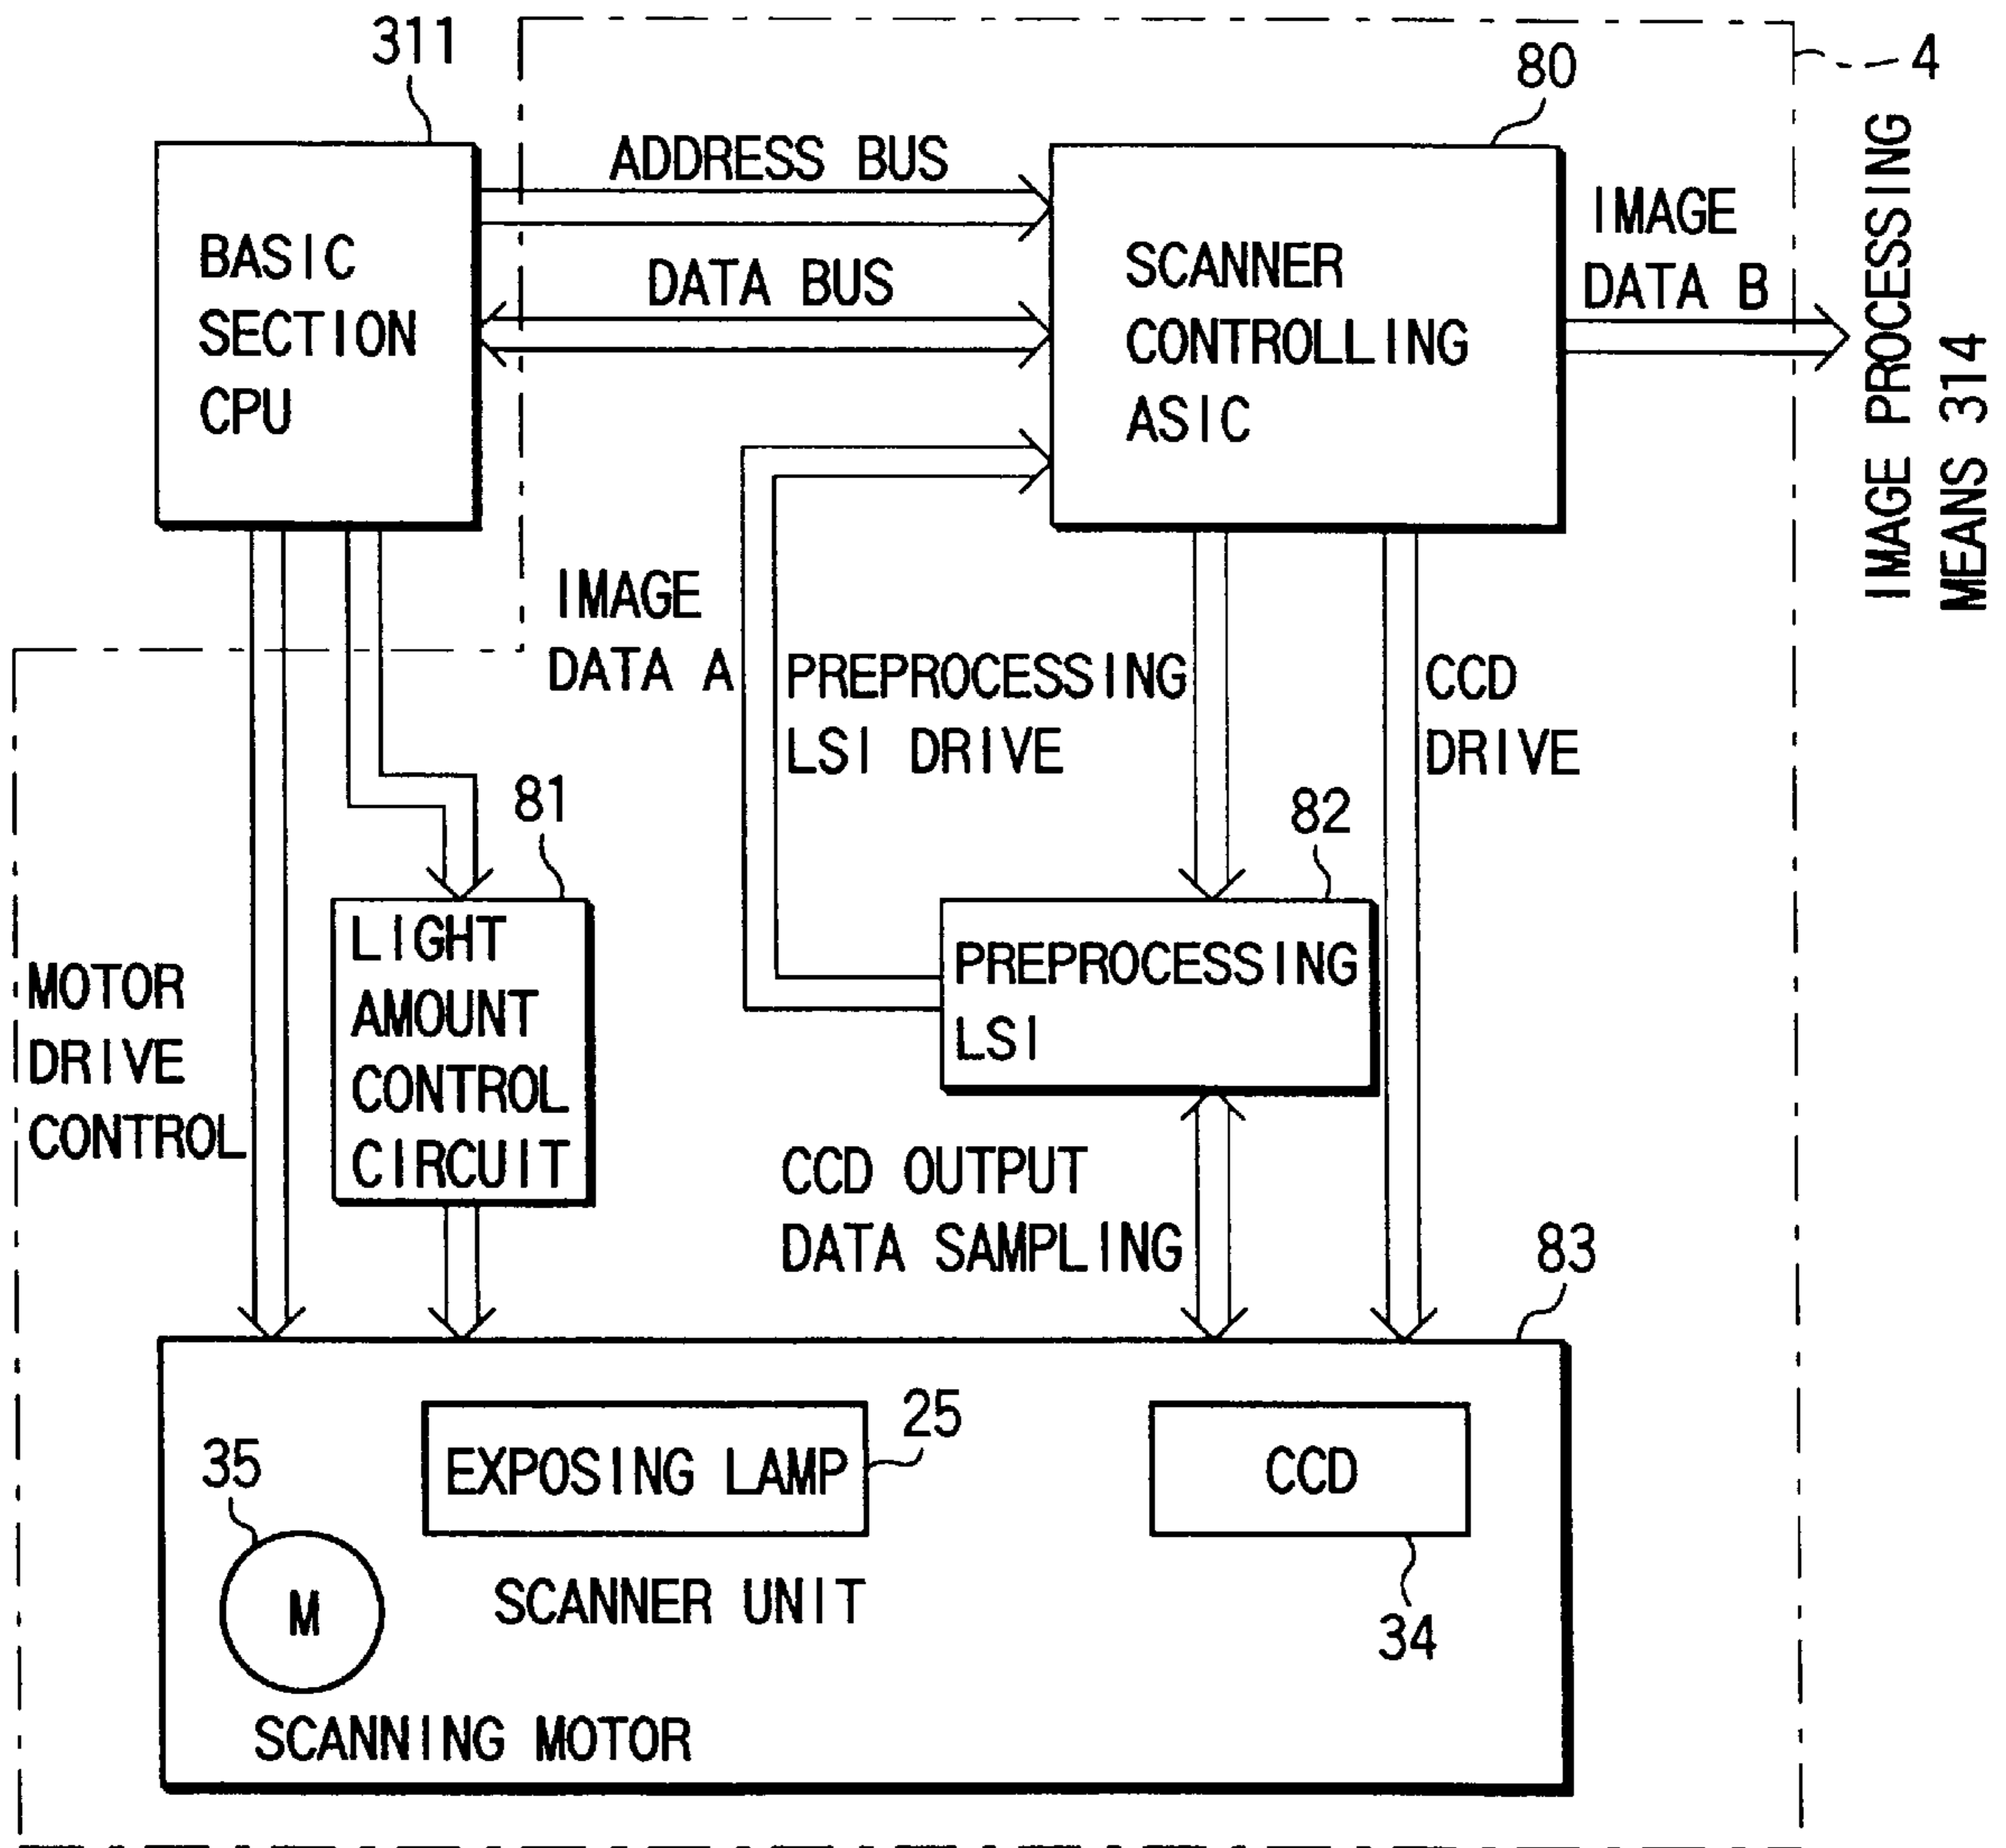 311
4
80
ADDRESS BUS
BASIC
SECTION
CPU
DATA BUS
SCANNER
CONTROLLING
ASIC
IMAGE
DATA B
IMAGE PROCESSING
MEANS 314
IMAGE
DATA A
PREPROCESSING
LSI DRIVE
CCD
DRIVE
81
82
LIGHT
AMOUNT
CONTROL
CIRCUIT
PREPROCESSING
LSI
MOTOR
DRIVE
CONTROL
CCD OUTPUT
DATA SAMPLING
83
25
35
EXPOSING LAMP
CCD
M
SCANNER UNIT
34
SCANNING MOTOR